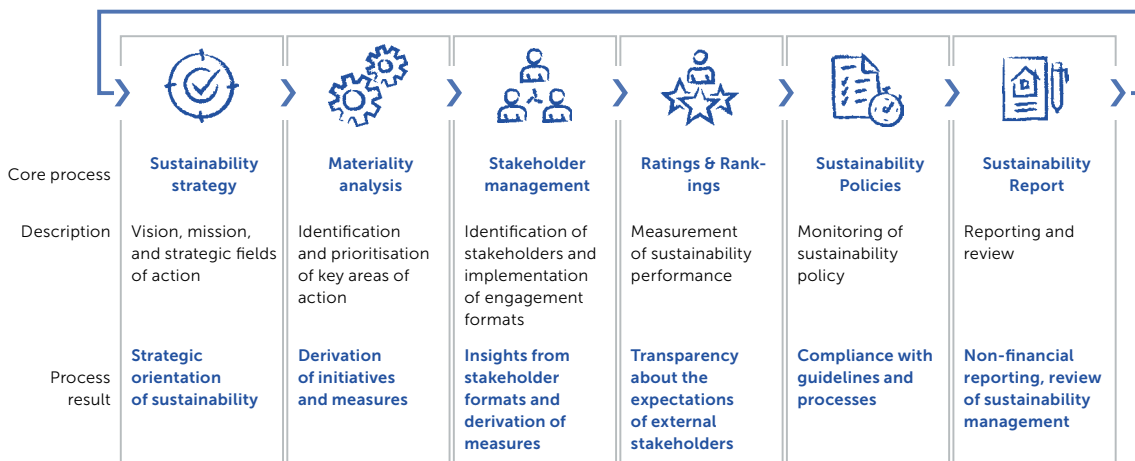 Core process
Sustainability
strategy
Materiality
analysis
Stakeholder
management
Ratings & Rank-
ings
Sustainability
Policies
Sustainability
Report
Description
Vision, mission,
and strategic fields
of action
Identification
and prioritisation
of key areas of
action
Identification of
stakeholders and
implementation
of engagement
formats
Measurement
of sustainability
performance
Monitoring of
sustainability
policy
Reporting and
review
Process
result
Strategic
orientation
of sustainability
Derivation
of initiatives
and measures
Insights from
stakeholder
formats and
derivation of
measures
Transparency
about the
expectations
of external
stakeholders
Compliance with
guidelines and
processes
Non-financial
reporting, review
of sustainability
management